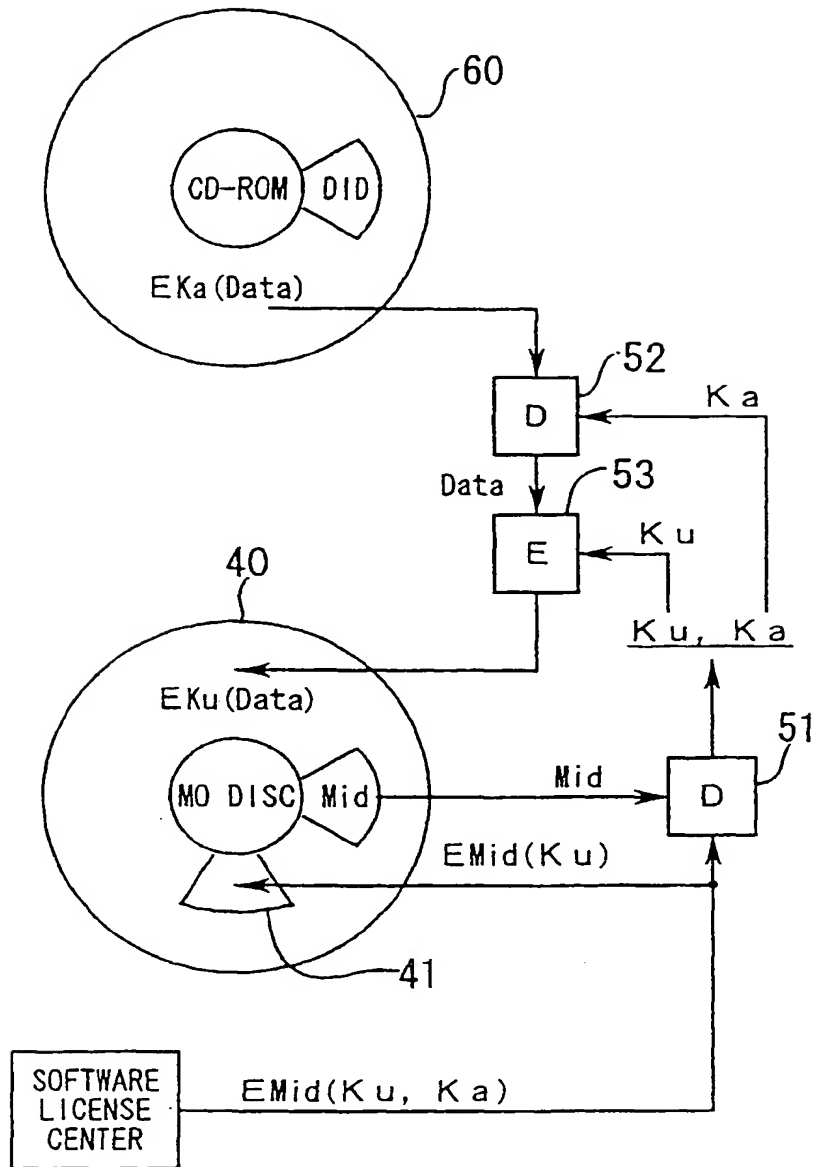 60
CD-ROM DID
EKa(Data)
52
D
Ka
Data
53
E
Ku
40
Ku, Ka
EKu(Data)
51
MO DISC Mid
Mid
D
EMid(Ku)
41
SOFTWARE
LICENSE
CENTER
EMid(Ku, Ka)